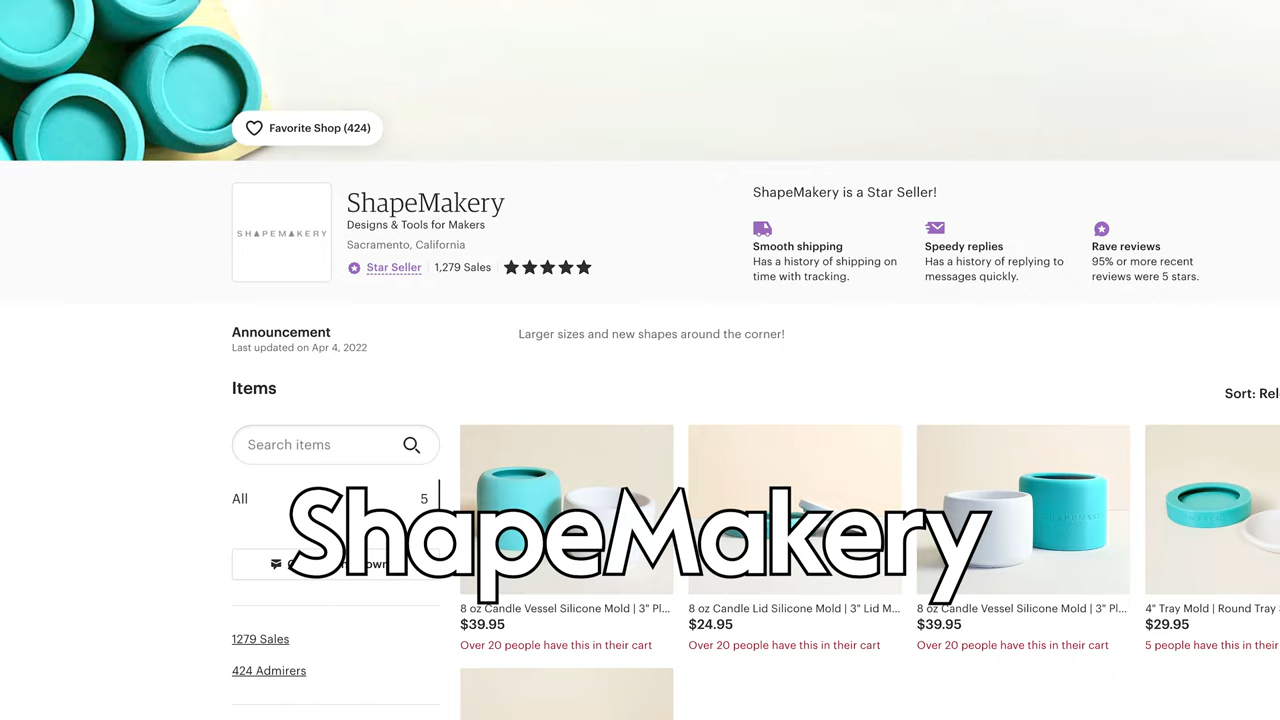 Favorite Shop (424)
SHAPEMAKERY
ShapeMakery
Designs & Tools for Makers
Sacramento, California
Star Seller
1,279 Sales
ShapeMakery is a Star Seller!
Smooth shipping
Has a history of shipping on
time with tracking.
Speedy replies
Has a history of replying to
messages quickly.
Rave reviews
95% or more recent
reviews were 5 stars.
Announcement
Last updated on Apr 4, 2022
Larger sizes and new shapes around the corner!
Items
Sort: Rel
Search items
All
5
ShapeMakery
8 oz Candle Vessel Silicone Mold | 3" Pl...
$39.95
Over 20 people have this in their cart
8 oz Candle Lid Silicone Mold | 3" Lid M...
$24.95
Over 20 people have this in their cart
8 oz Candle Vessel Silicone Mold | 3" Pl...
$39.95
Over 20 people have this in their cart
4" Tray Mold | Round Tray
$29.95
5 people have this in their
1279 Sales
424 Admirers